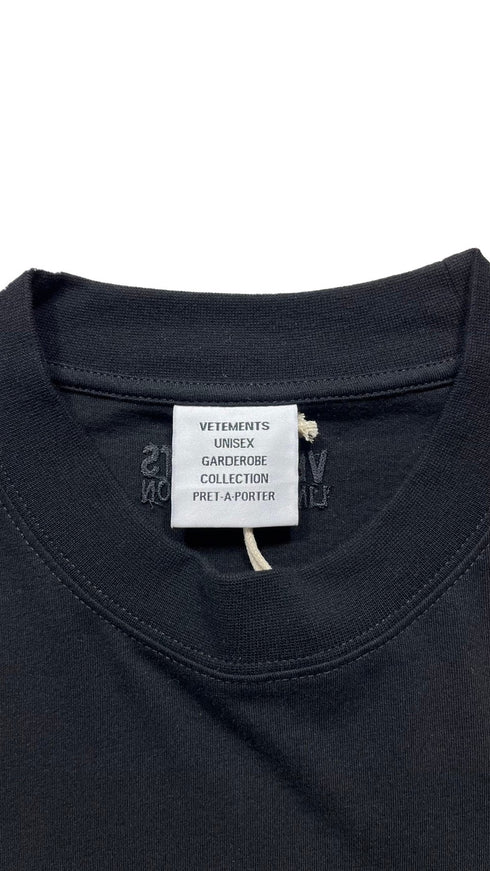 VETEMENTS
UNISEX
GARDEROBE
COLLECTION
PRET-A-PORTER